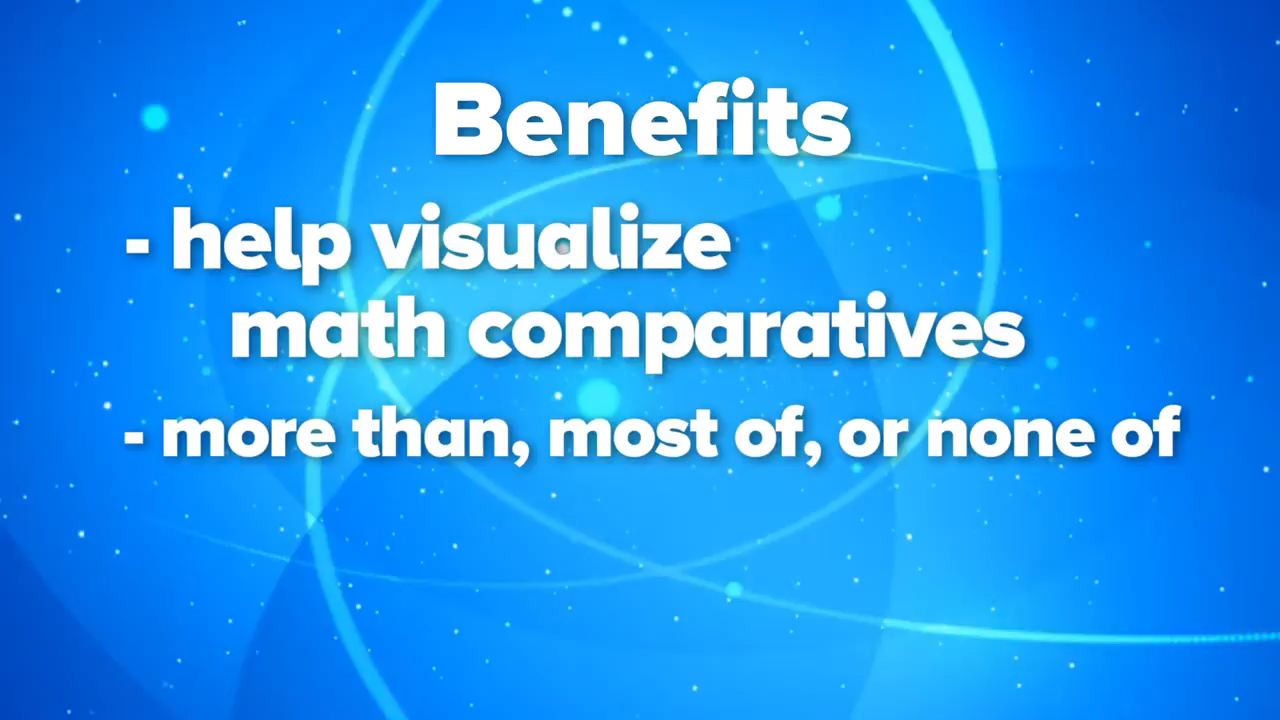 Benefits
- help visualize
math comparatives
- more than, most of, or none of